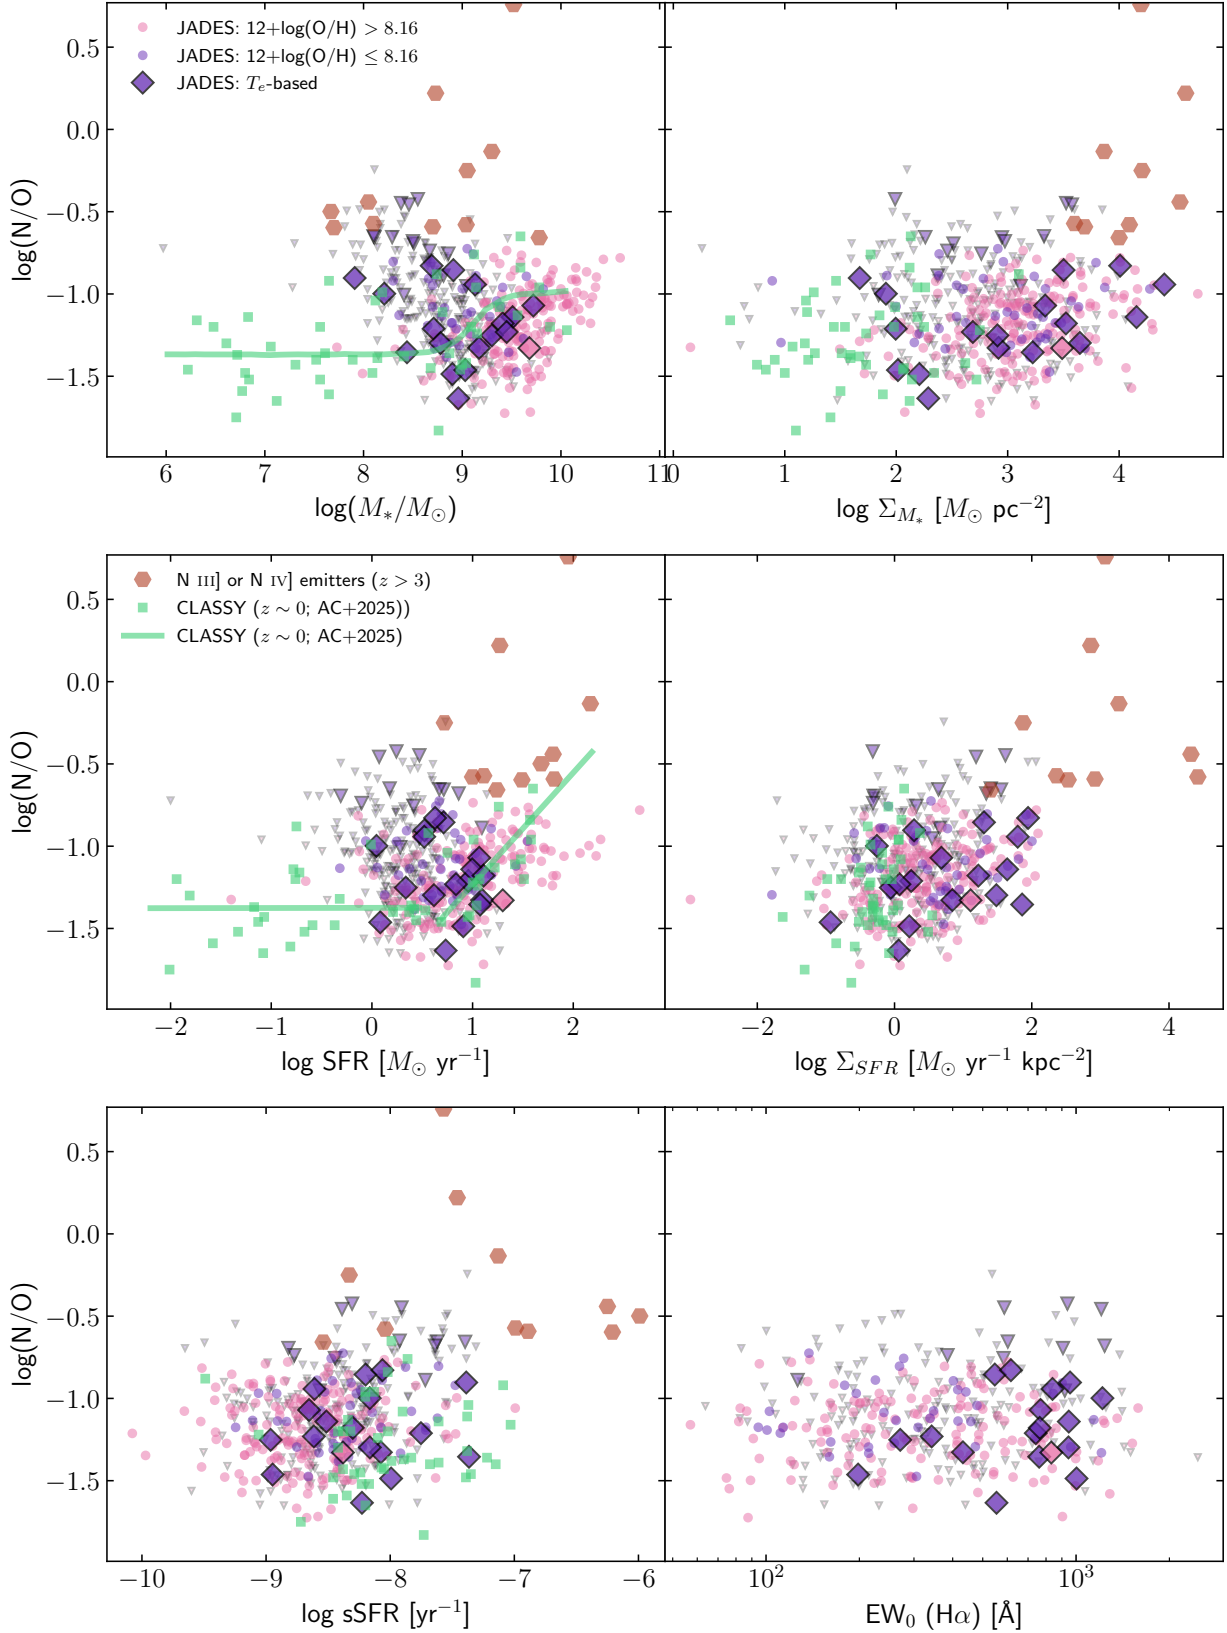 JADES: 12+log(O/H) > 8.16
JADES: 12+log(O/H) ≤ 8.16
JADES: Tₑ-based
log(N/O)
0.5
0.0
−0.5
−1.0
−1.5
6 7 8 9 10 11
log(M*/M⊙)
0 1 2 3 4
log Σ_M* [M⊙ pc⁻²]
N III] or N IV] emitters (z > 3)
CLASSY (z ∼ 0; AC+2025))
CLASSY (z ∼ 0; AC+2025)
log(N/O)
0.5
0.0
−0.5
−1.0
−1.5
−2 −1 0 1 2
log SFR [M⊙ yr⁻¹]
−2 0 2 4
log Σ_SFR [M⊙ yr⁻¹ kpc⁻²]
log(N/O)
0.5
0.0
−0.5
−1.0
−1.5
−10 −9 −8 −7 −6
log sSFR [yr⁻¹]
10² 10³
EW₀ (Hα) [Å]